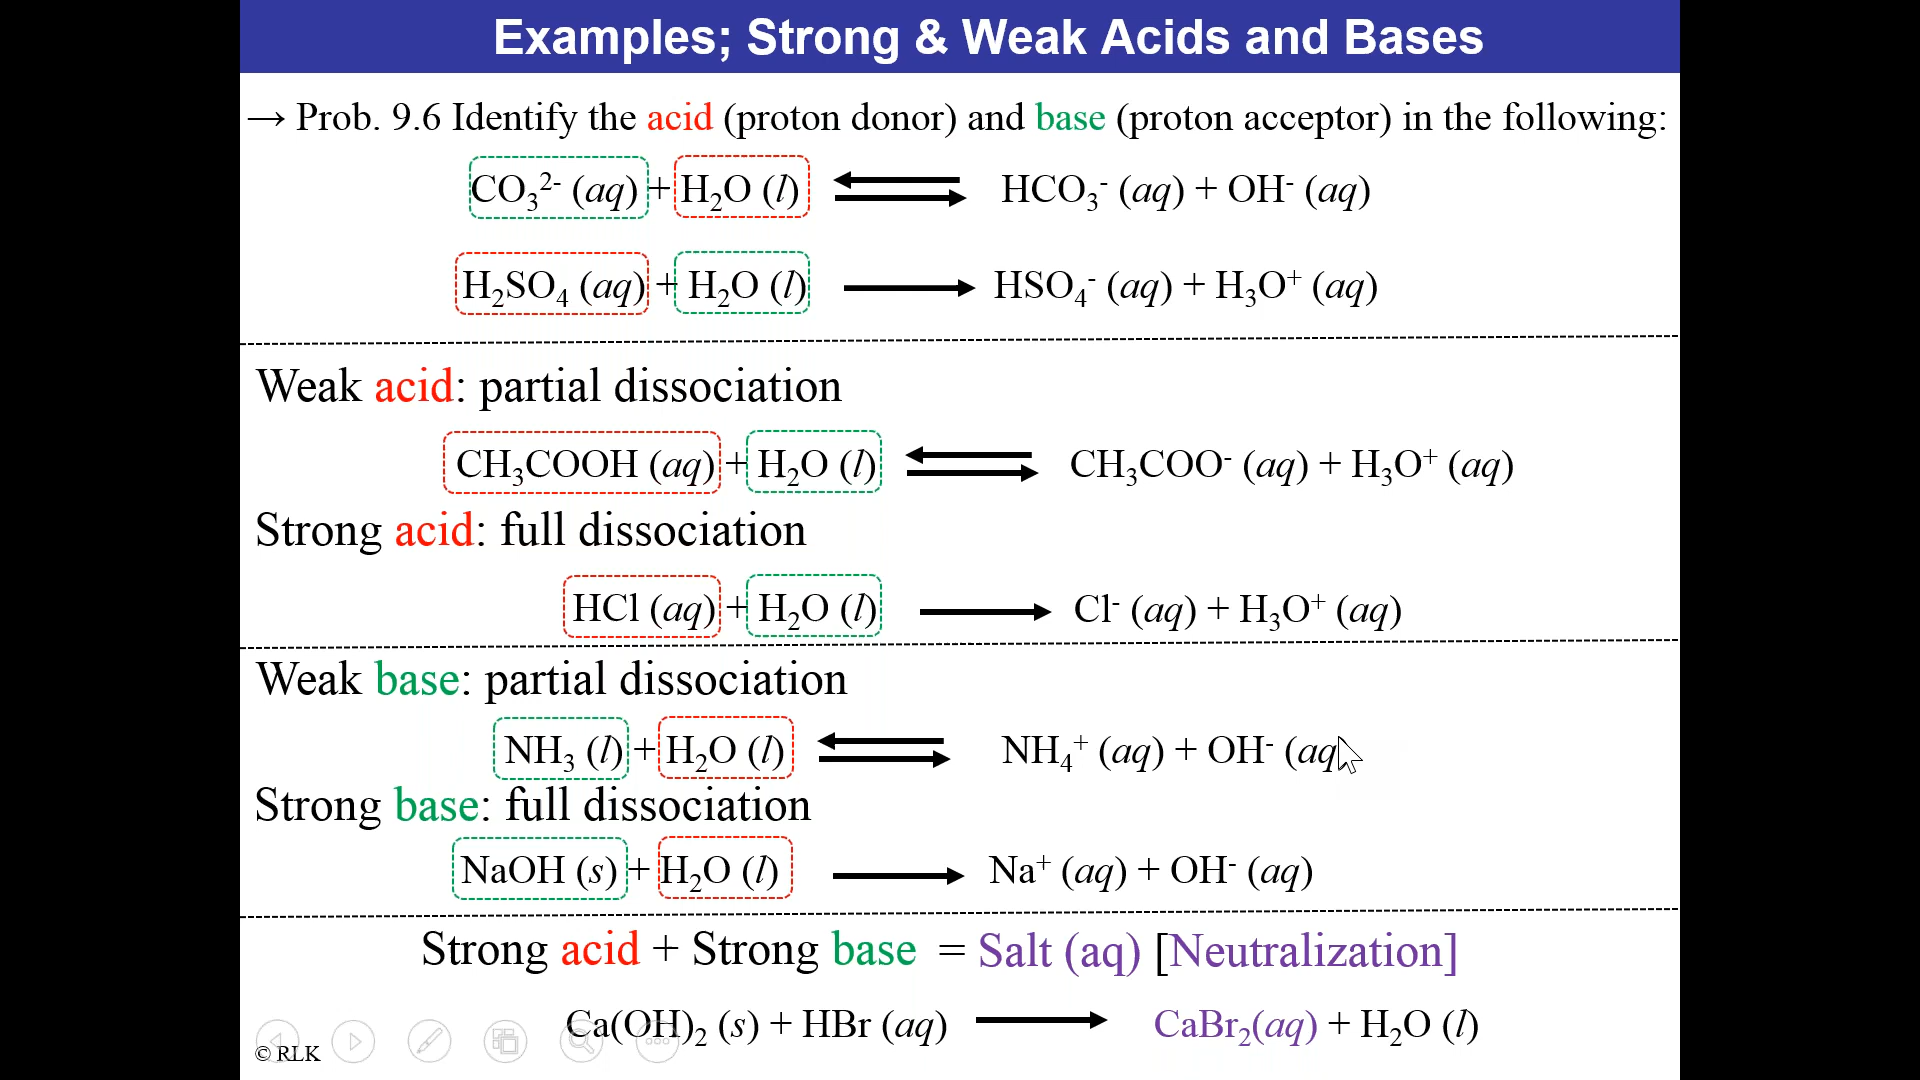 Examples; Strong & Weak Acids and Bases
→ Prob. 9.6 Identify the acid (proton donor) and base (proton acceptor) in the following:
CO₃²⁻ (aq) + H₂O (l) ⇄ HCO₃⁻ (aq) + OH⁻ (aq)
H₂SO₄ (aq) + H₂O (l) → HSO₄⁻ (aq) + H₃O⁺ (aq)
Weak acid: partial dissociation
CH₃COOH (aq) + H₂O (l) ⇄ CH₃COO⁻ (aq) + H₃O⁺ (aq)
Strong acid: full dissociation
HCl (aq) + H₂O (l) → Cl⁻ (aq) + H₃O⁺ (aq)
Weak base: partial dissociation
NH₃ (l) + H₂O (l) ⇄ NH₄⁺ (aq) + OH⁻ (aq
Strong base: full dissociation
NaOH (s) + H₂O (l) → Na⁺ (aq) + OH⁻ (aq)
Strong acid + Strong base = Salt (aq) [Neutralization]
Ca(OH)₂ (s) + HBr (aq) → CaBr₂(aq) + H₂O (l)
© RLK